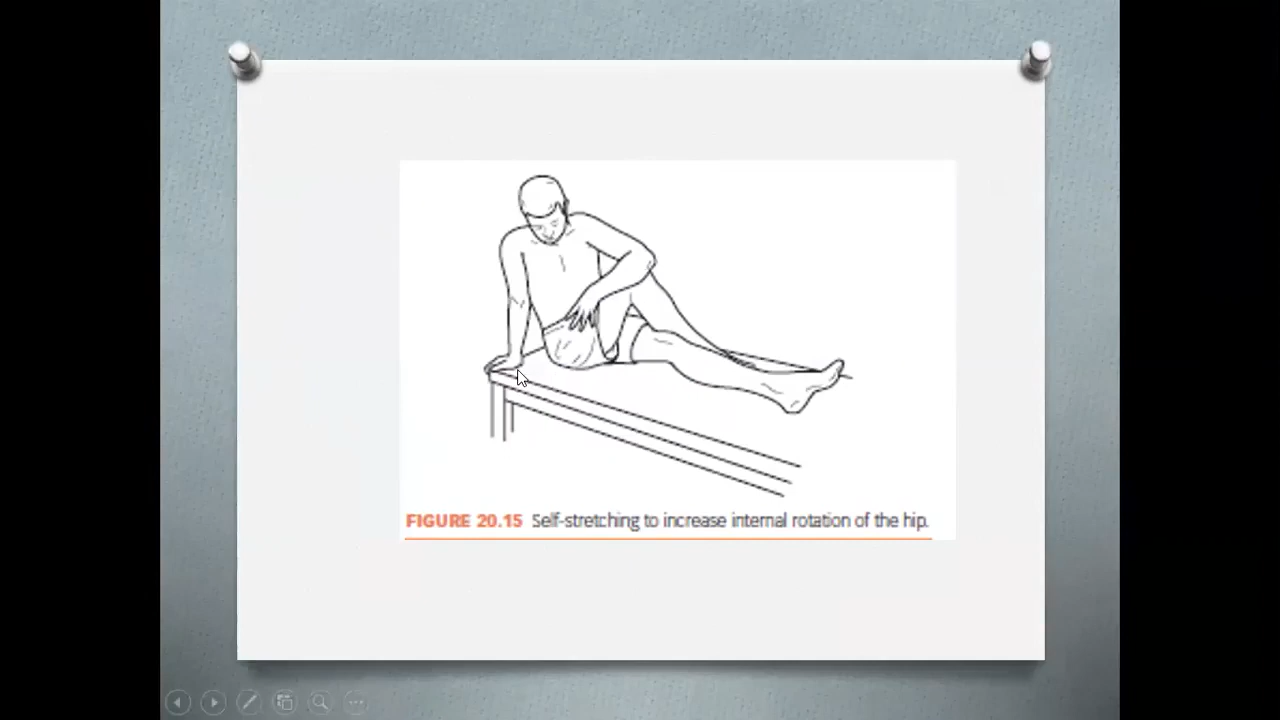 FIGURE 20.15 Self-stretching to increase internal rotation of the hip.